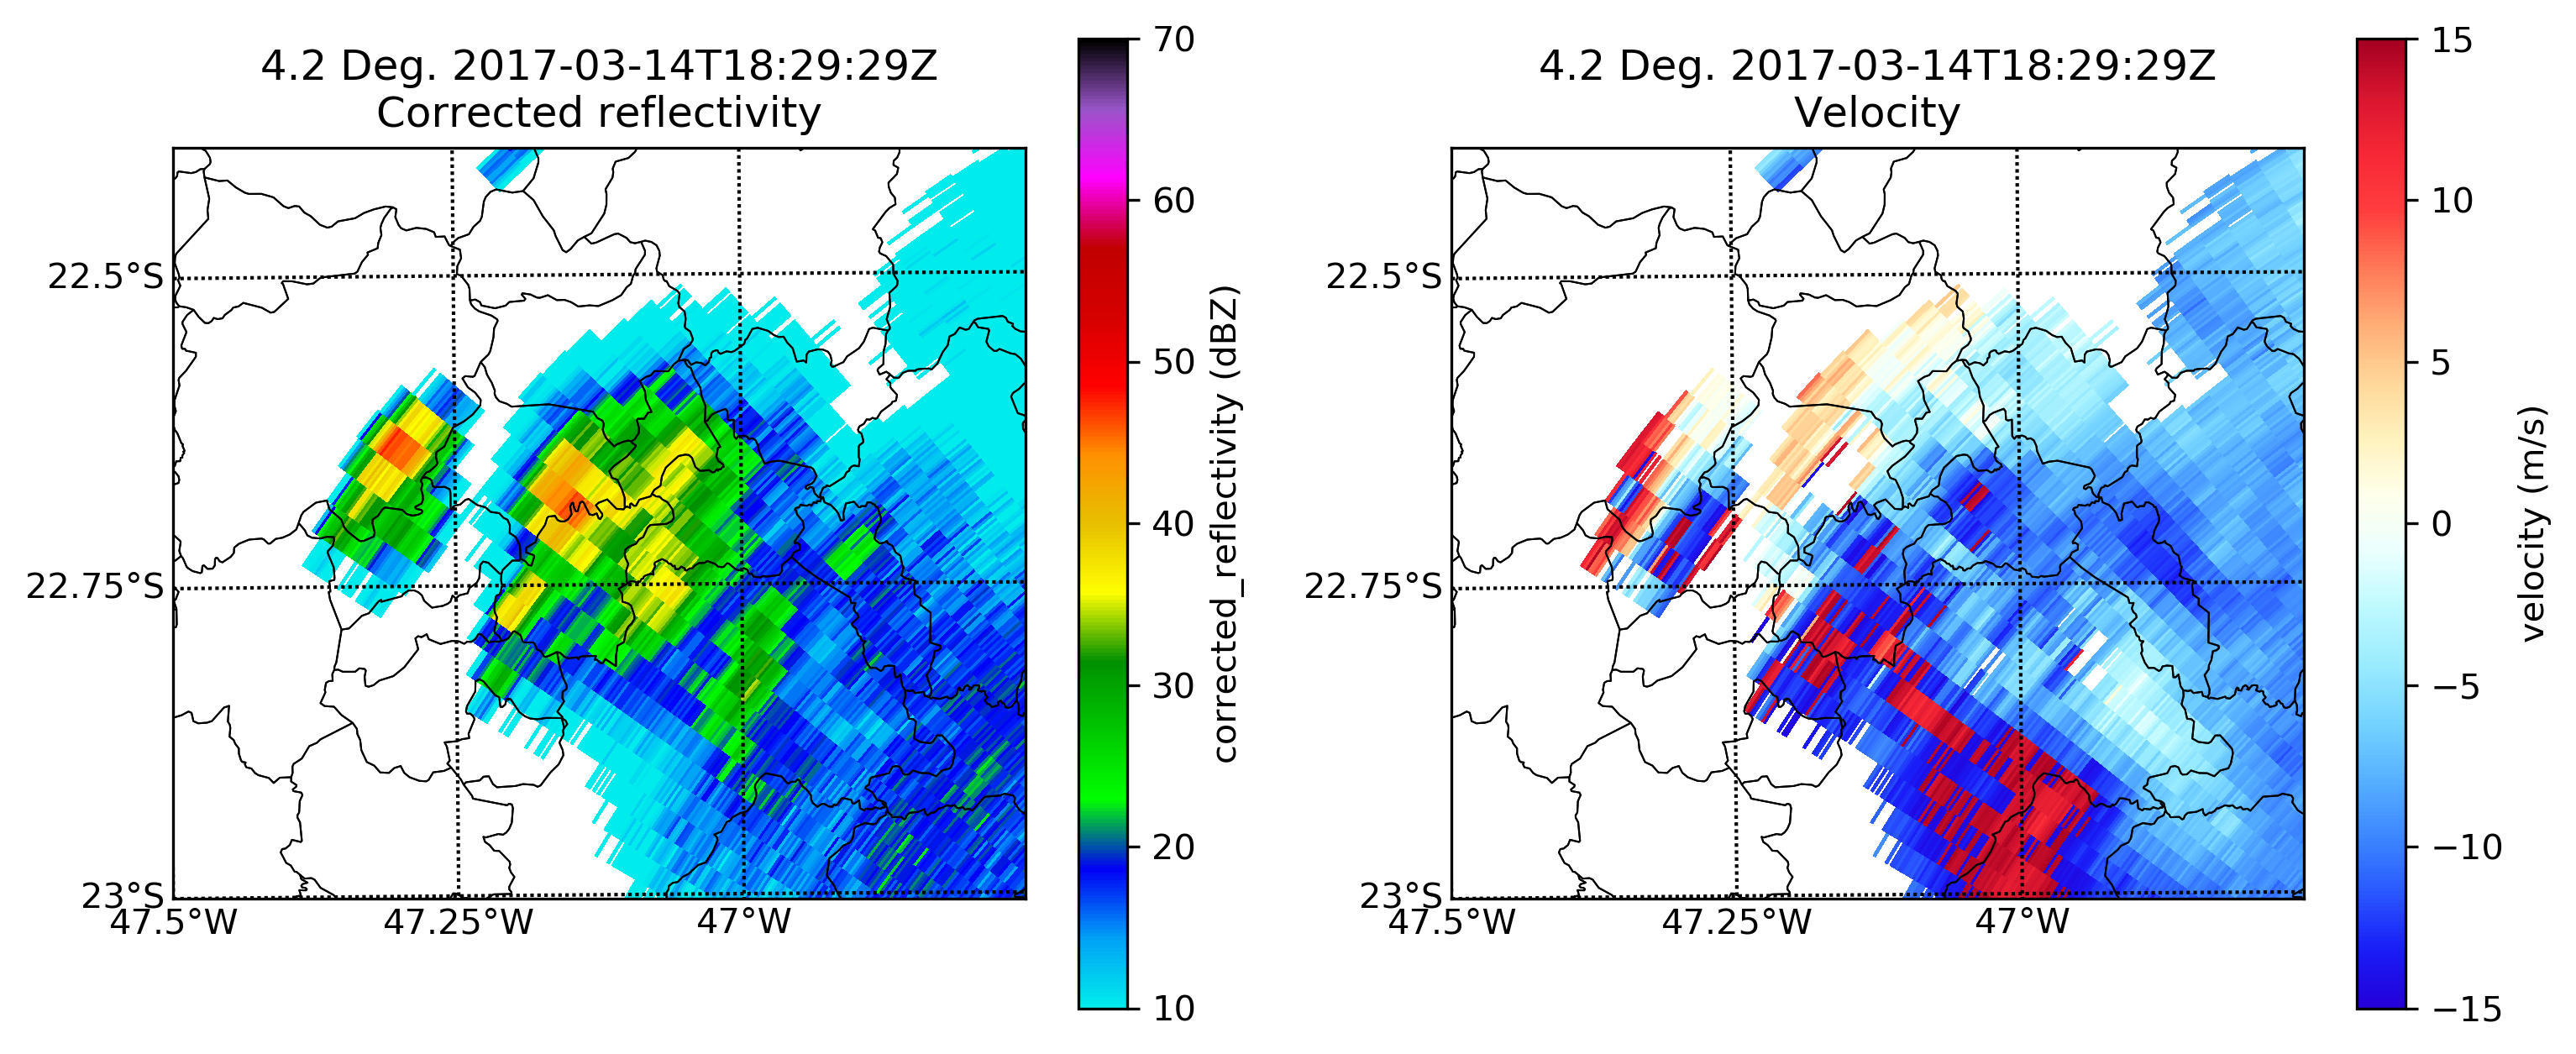 4.2 Deg. 2017-03-14T18:29:29Z
Corrected reflectivity
22.5°S
22.75°S
23°S
47.5°W
47.25°W
47°W
70
60
50
40
30
20
10
corrected_reflectivity (dBZ)
4.2 Deg. 2017-03-14T18:29:29Z
Velocity
22.5°S
22.75°S
23°S
47.5°W
47.25°W
47°W
15
10
5
0
−5
−10
−15
velocity (m/s)